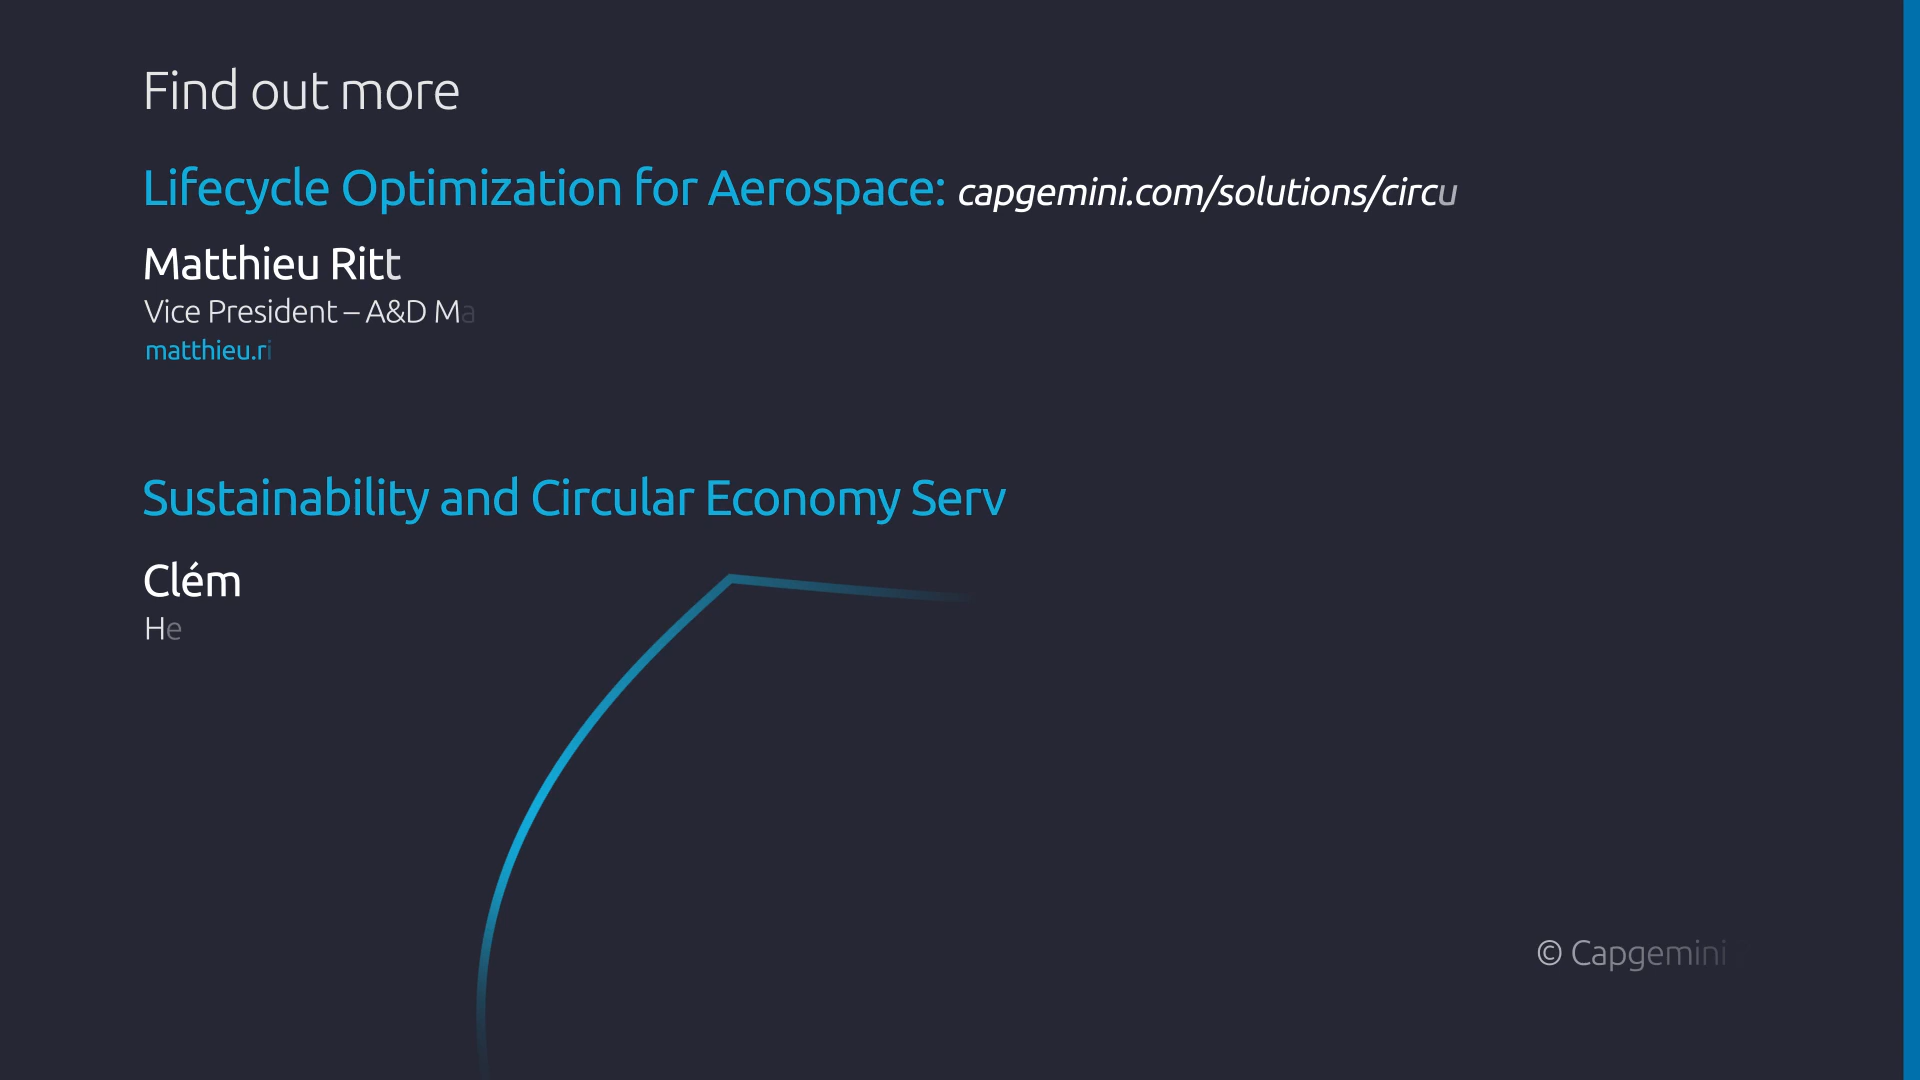 Find out more
Lifecycle Optimization for Aerospace: capgemini.com/solutions/circu
Matthieu Ritt
Vice President – A&D Ma
matthieu.ri
Sustainability and Circular Economy Serv
Clém
He
© Capgemini